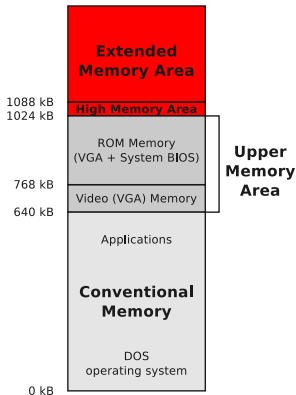 Extended
Memory Area
1088 kB
High Memory Area
1024 kB
ROM Memory
(VGA + System BIOS)
Upper
Memory
Area
768 kB
Video (VGA) Memory
640 kB
Applications
Conventional
Memory
DOS
operating system
0 kB